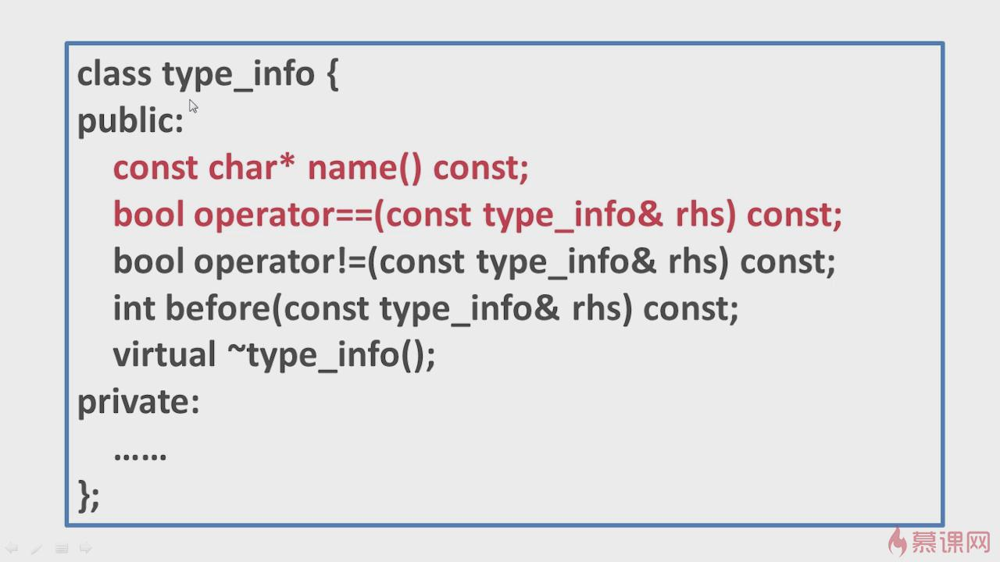 class type_info {
public:
const char* name() const;
bool operator==(const type_info& rhs) const;
bool operator!=(const type_info& rhs) const;
int before(const type_info& rhs) const;
virtual ~type_info();
private:
……
};
慕课网